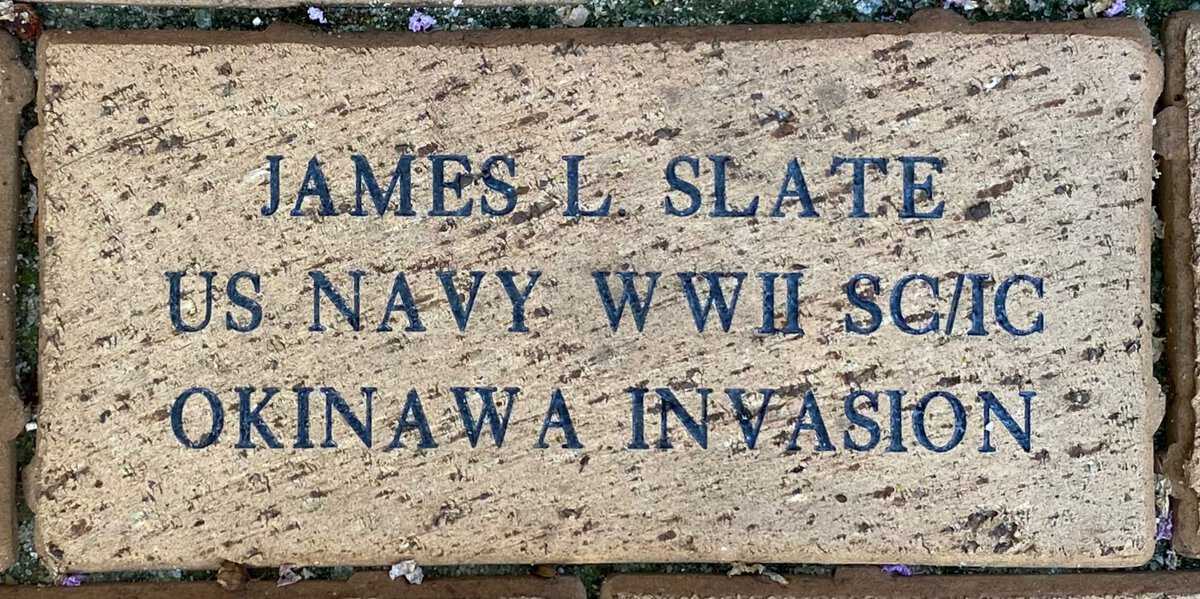 JAMES L. SLATE
US NAVY WWII SC/IC
OKINAWA INVASION